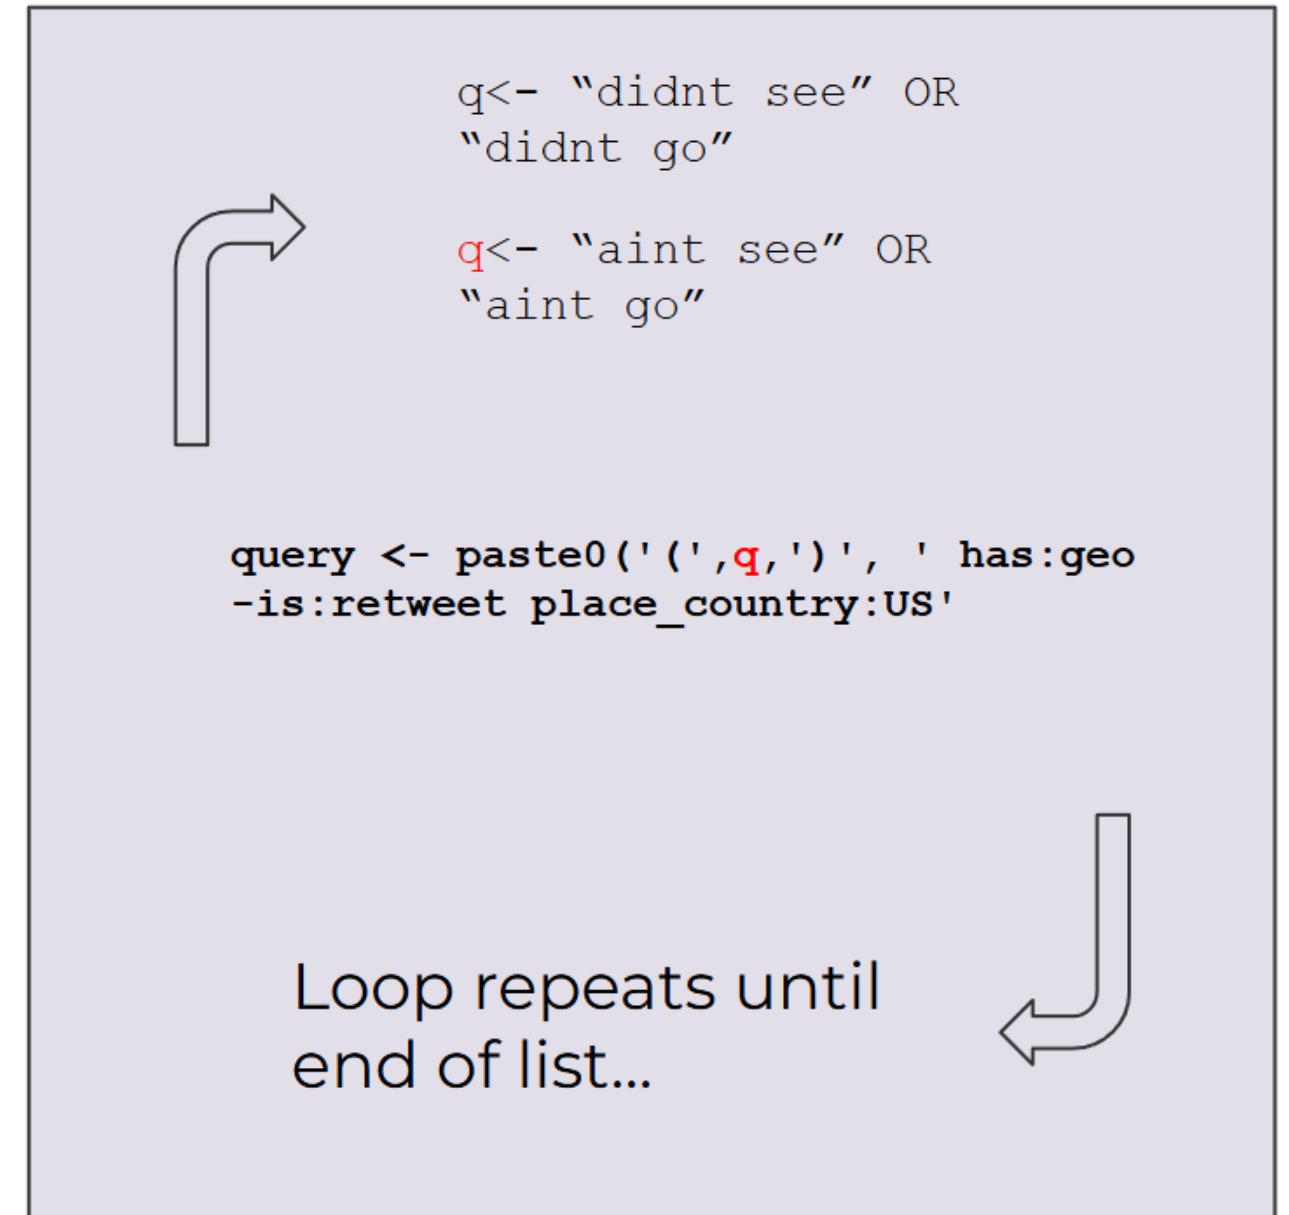 q<- “didnt see” OR
“didnt go”
q<- “aint see” OR
“aint go”
query <- paste0('(',q,')', ' has:geo
-is:retweet place_country:US'
Loop repeats until
end of list...